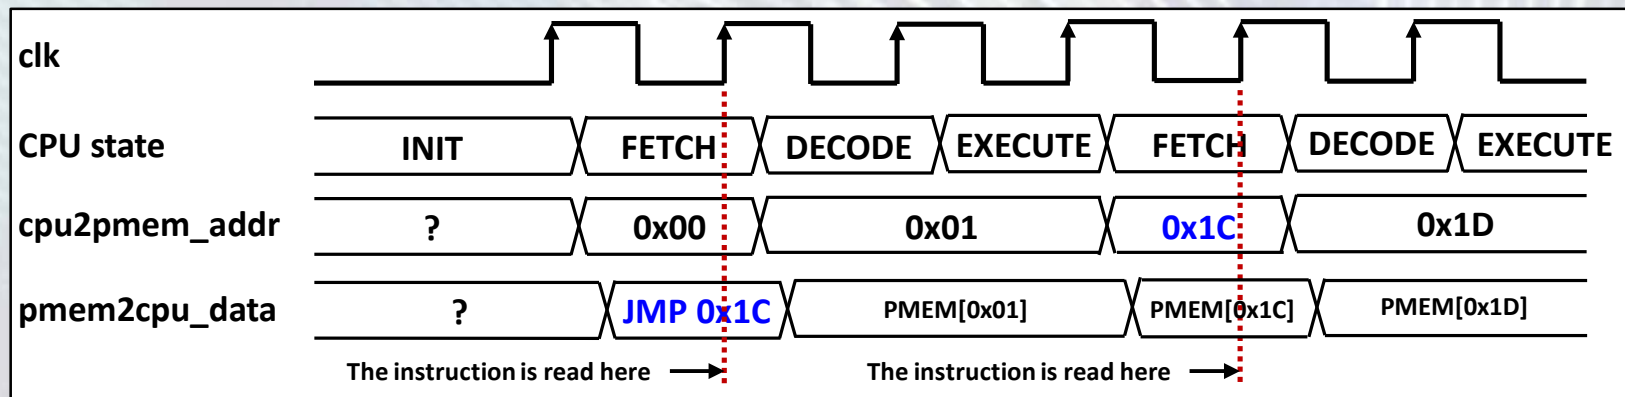 clk
CPU state INIT FETCH DECODE EXECUTE FETCH DECODE EXECUTE
cpu2pmem_addr ? 0x00 0x01 0x1C 0x1D
pmem2cpu_data ? JMP 0x1C PMEM[0x01] PMEM[0x1C] PMEM[0x1D]
The instruction is read here The instruction is read here